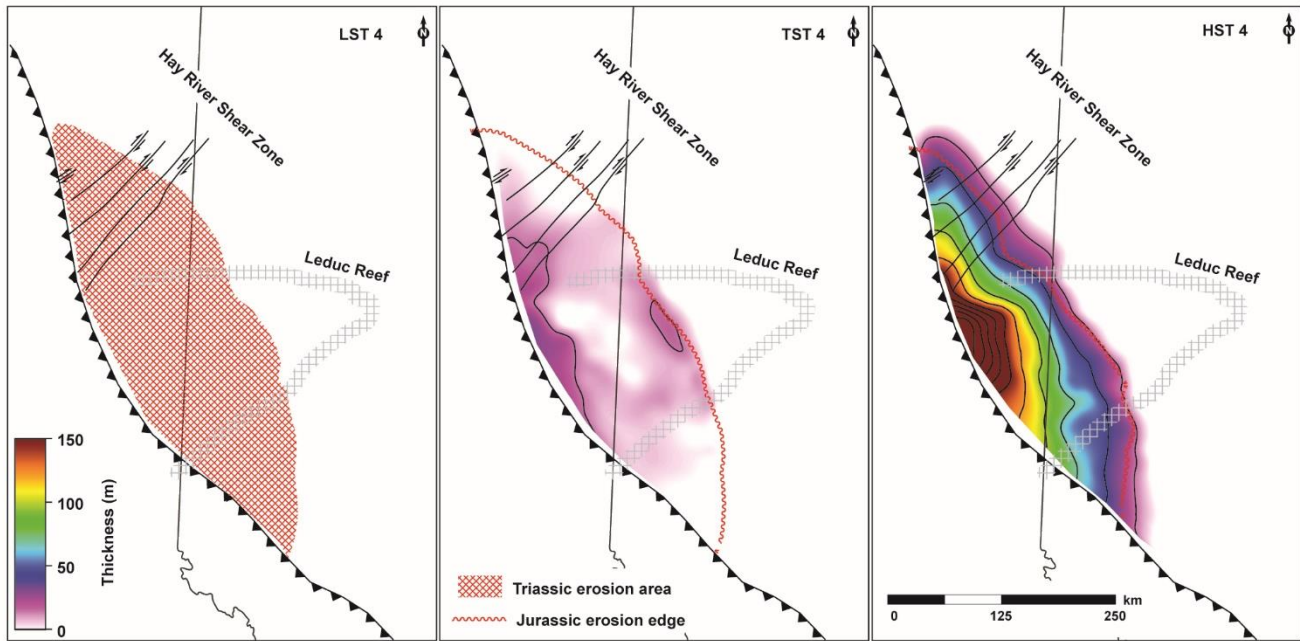 LST 4
N
Hay River Shear Zone
Leduc Reef
150
100
50
0
Thickness (m)
TST 4
N
Hay River Shear Zone
Leduc Reef
Triassic erosion area
Jurassic erosion edge
HST 4
N
Hay River Shear Zone
Leduc Reef
km
0
125
250